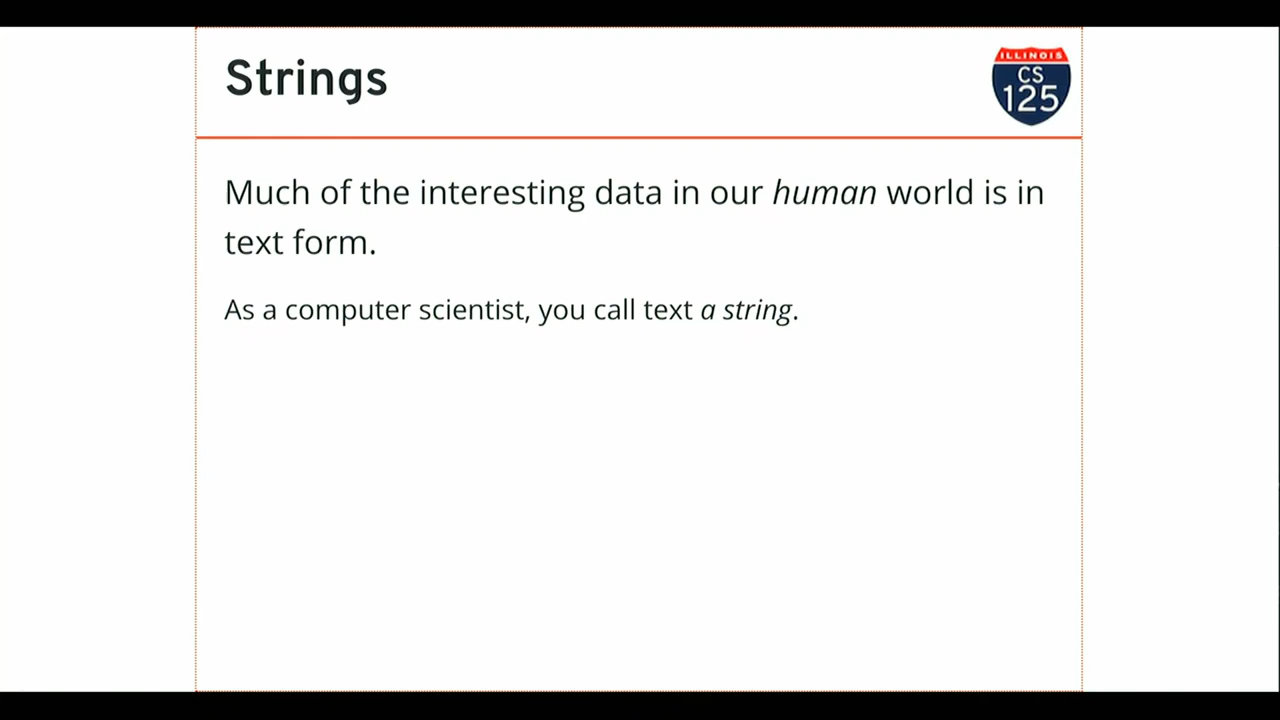 Strings
ILLINOIS
CS
125
Much of the interesting data in our human world is in
text form.
As a computer scientist, you call text a string.